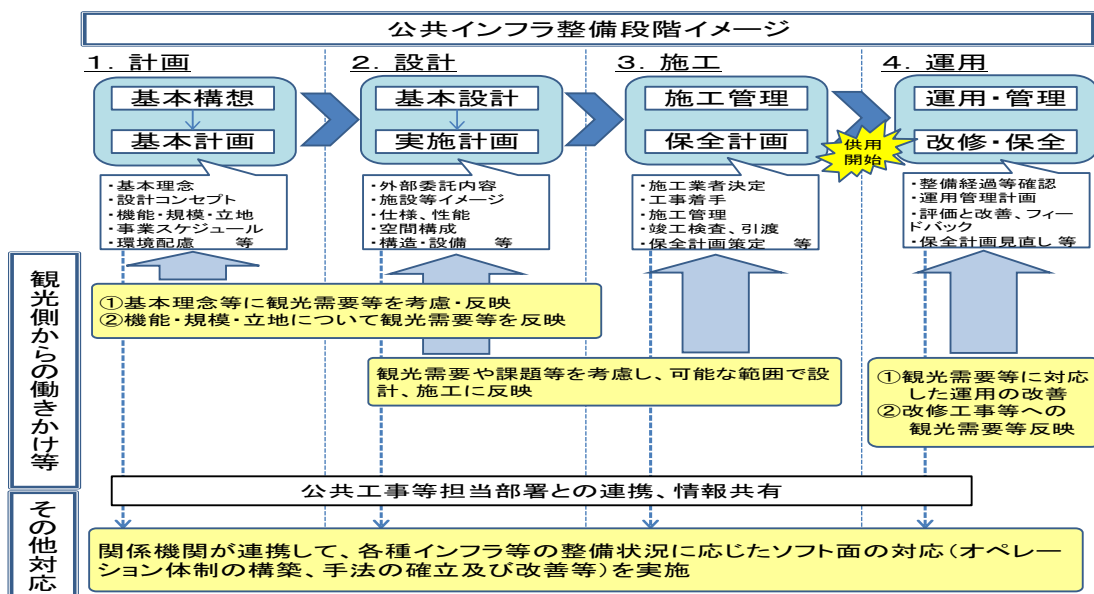 公共インフラ整備段階イメージ
1. 計画
基本構想
基本計画
・基本理念
・設計コンセプト
・機能・規模・立地
・事業スケジュール
・環境配慮　等
2. 設計
基本設計
実施計画
・外部委託内容
・施設等イメージ
・仕様、性能
・空間構成
・構造・設備　等
3. 施工
施工管理
保全計画
・施工業者決定
・工事着手
・施工管理
・竣工検査、引渡
・保全計画策定　等
供用
開始
4. 運用
運用・管理
改修・保全
・整備経過等確認
・運用管理計画
・評価と改善、フィー
ドバック
・保全計画見直し 等
観光側からの働きかけ等
①基本理念等に観光需要等を考慮・反映
②機能・規模・立地について観光需要等を反映
観光需要や課題等を考慮し、可能な範囲で設
計、施工に反映
①観光需要等に対応
した運用の改善
②改修工事等への
観光需要等反映
公共工事等担当部署との連携、情報共有
その他対応
関係機関が連携して、各種インフラ等の整備状況に応じたソフト面の対応（オペレー
ション体制の構築、手法の確立及び改善等）を実施